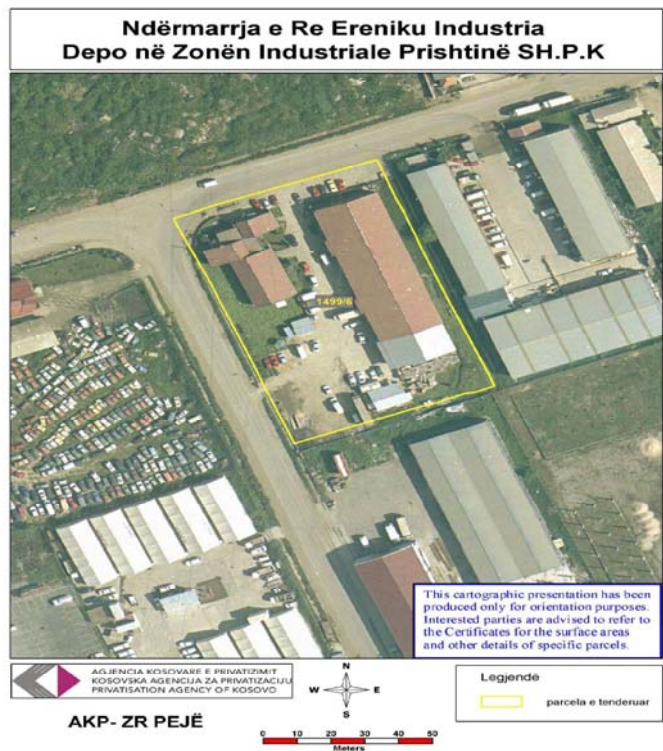 Ndërmarrja e Re Ereniku Industria
Depo në Zonën Industriale Prishtinë SH.P.K
1499/6
This cartographic presentation has been
produced only for orientation purposes.
Interested parties are advised to refer to
the Certificates for the surface areas
and other details of specific parcels.
AGJENCIA KOSOVARE E PRIVATIZIMIT
KOSOVSKA AGENCIJA ZA PRIVATIZACIJU
PRIVATISATION AGENCY OF KOSOVO
AKP- ZR PEJË
N
W E
S
0 10 20 30 40 50
Meters
Legjendë
parcela e tenderuar